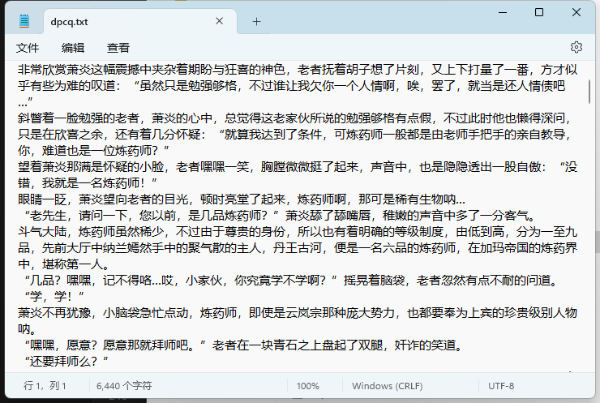 dpcq.txt
文件 编辑 查看
非常欣赏萧炎这幅震撼中夹杂着期盼与狂喜的神色，老者抚着胡子想了片刻，又上下打量了一番，方才似
乎有些为难的叹道：“虽然只是勉强够格，不过谁让我欠你一个人情啊，唉，罢了，就当是还人情债吧
...”
斜瞥着一脸勉强的老者，萧炎的心中，总觉得这老家伙所说的勉强够格有点假，不过此时他也懒得深问，
只是在欣喜之余，还有着几分怀疑：“就算我达到了条件，可炼药师一般都是由老师手把手的亲自教导，
你，难道也是一位炼药师？”
望着萧炎那满是怀疑的小脸，老者嘿嘿一笑，胸膛微微挺了起来，声音中，也是隐隐透出一股自傲：“没
错，我就是一名炼药师！”
眼睛一眨，萧炎望向老者的目光，顿时亮堂了起来，炼药师啊，那可是稀有生物呐...
“老先生，请问一下，您以前，是几品炼药师？”萧炎舔了舔嘴唇，稚嫩的声音中多了一分客气。
斗气大陆，炼药师虽然稀少，不过由于尊贵的身份，所以也有着明确的等级制度，由低到高，分为一至九
品，先前大厅中纳兰嫣然手中的聚气散的主人，丹王古河，便是一名六品的炼药师，在加玛帝国的炼药界
中，堪称第一人。
“几品？嘿嘿，记不得咯...哎，小家伙，你究竟学不学啊？”摇晃着脑袋，老者忽然有点不耐的问道。
“学，学！”
萧炎不再犹豫，小脑袋急忙点动，炼药师，即使是云岚宗那种庞大势力，也都要奉为上宾的珍贵级别人物
呐。
“嘿嘿，愿意？愿意那就拜师吧。”老者在一块青石之上盘起了双腿，奸诈的笑道。
“还要拜师么？”
行 1，列 1 6,440 个字符 100% Windows (CRLF) UTF-8